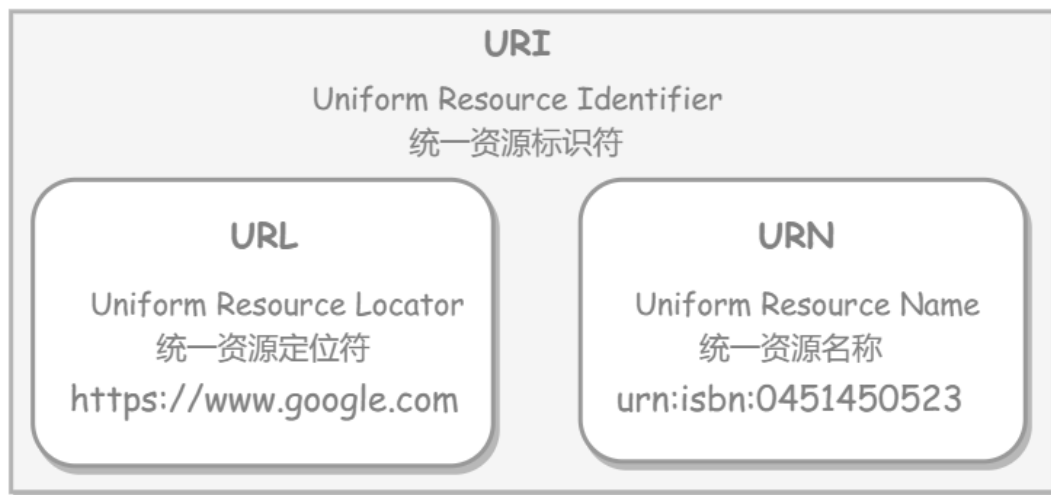 URI
Uniform Resource Identifier
统一资源标识符
URL
Uniform Resource Locator
统一资源定位符
https://www.google.com
URN
Uniform Resource Name
统一资源名称
urn:isbn:0451450523